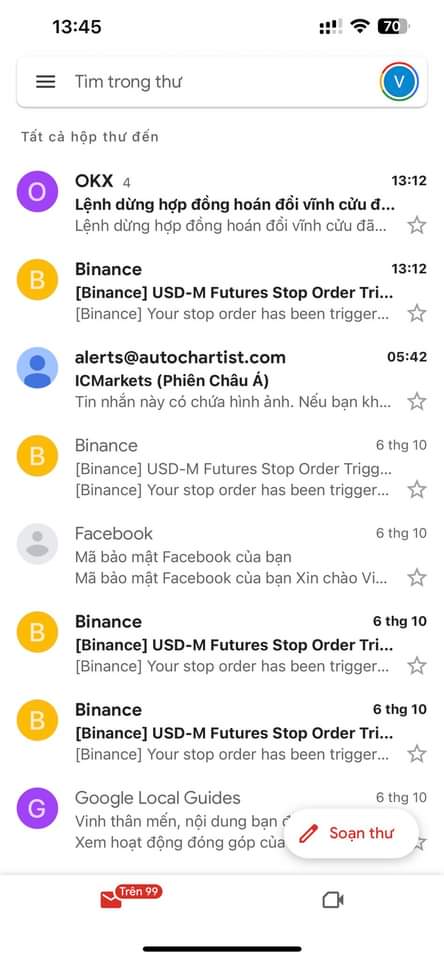 13:45
70
Tìm trong thư
V
Tất cả hộp thư đến
O
OKX 4
13:12
Lệnh dừng hợp đồng hoán đổi vĩnh cửu đ...
Lệnh dừng hợp đồng hoán đổi vĩnh cửu đã...
B
Binance
13:12
[Binance] USD-M Futures Stop Order Tri...
[Binance] Your stop order has been trigger...
alerts@autochartist.com
05:42
ICMarkets (Phiên Châu Á)
Tin nhắn này có chứa hình ảnh. Nếu bạn kh...
B
Binance
6 thg 10
[Binance] USD-M Futures Stop Order Trigg...
[Binance] Your stop order has been trigger...
Facebook
6 thg 10
Mã bảo mật Facebook của bạn
Mã bảo mật Facebook của bạn Xin chào Vi...
B
Binance
6 thg 10
[Binance] USD-M Futures Stop Order Tri...
[Binance] Your stop order has been trigger...
B
Binance
6 thg 10
[Binance] USD-M Futures Stop Order Tri...
[Binance] Your stop order has been trigger...
G
Google Local Guides
6 thg 10
Vinh thân mến, nội dung bạn
Xem hoạt động đóng góp của
Soạn thư
Trên 99